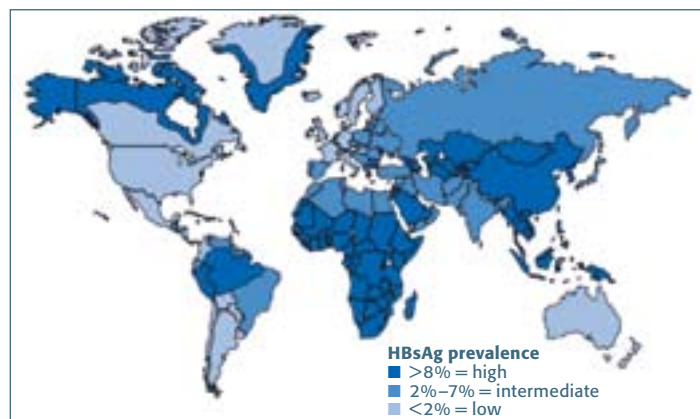 HBsAg prevalence
>8% = high
2%–7% = intermediate
<2% = low